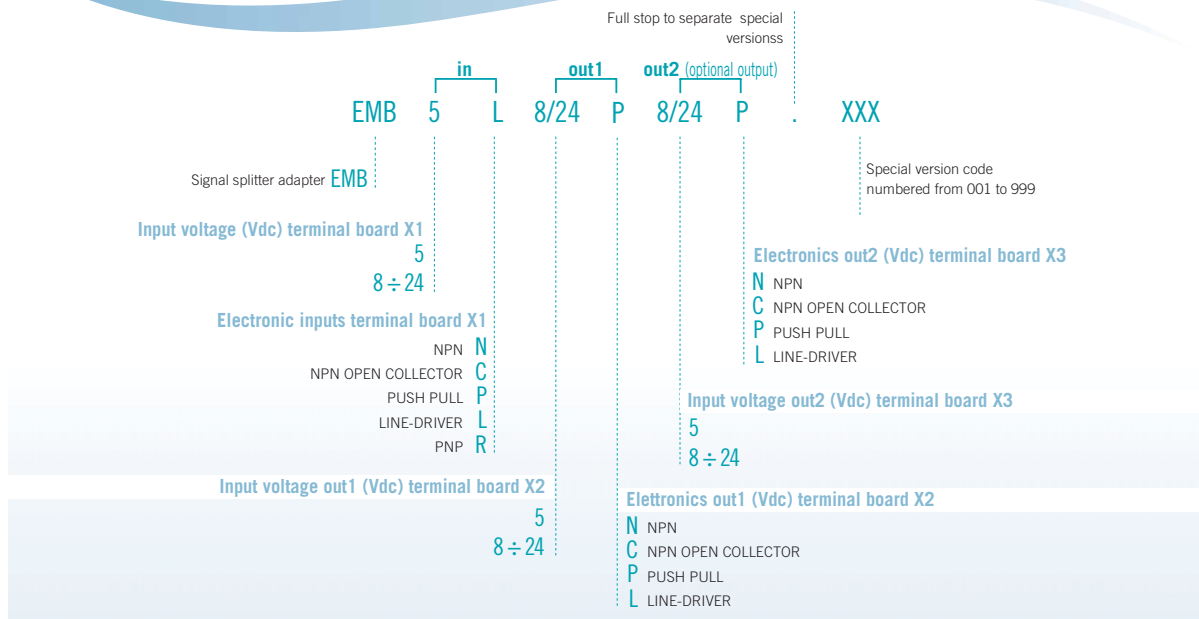 Full stop to separate special
versionss
in out1 out2 (optional output)
EMB 5 L 8/24 P 8/24 P . XXX
Signal splitter adapter EMB
Special version code
numbered from 001 to 999
Input voltage (Vdc) terminal board X1
5
8 ÷ 24
Electronic inputs terminal board X1
NPN N
NPN OPEN COLLECTOR C
PUSH PULL P
LINE-DRIVER L
PNP R
Input voltage out1 (Vdc) terminal board X2
5
8 ÷ 24
Elettronics out1 (Vdc) terminal board X2
N NPN
C NPN OPEN COLLECTOR
P PUSH PULL
L LINE-DRIVER
Input voltage out2 (Vdc) terminal board X3
5
8 ÷ 24
Electronics out2 (Vdc) terminal board X3
N NPN
C NPN OPEN COLLECTOR
P PUSH PULL
L LINE-DRIVER